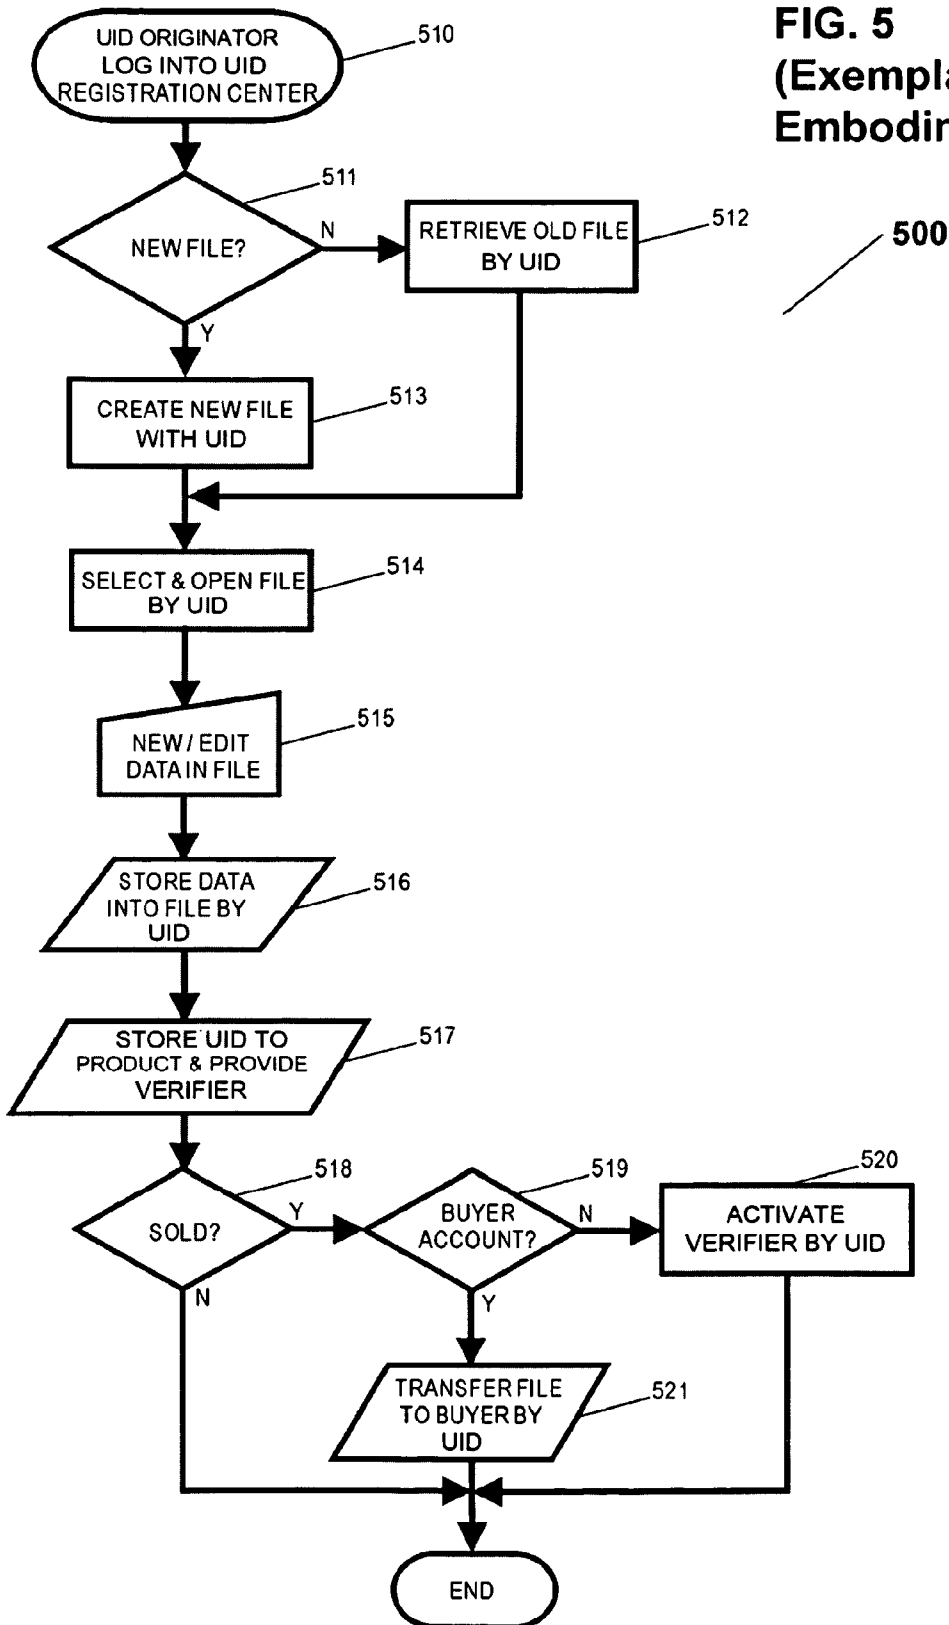 FIG. 5
(Exempla
Embodin
500
UID ORIGINATOR
LOG INTO UID
REGISTRATION CENTER
510
511
NEW FILE?
N
Y
RETRIEVE OLD FILE
BY UID
512
CREATE NEW FILE
WITH UID
513
SELECT & OPEN FILE
BY UID
514
NEW / EDIT
DATA IN FILE
515
STORE DATA
INTO FILE BY
UID
516
STORE UID TO
PRODUCT & PROVIDE
VERIFIER
517
SOLD?
518
Y
N
BUYER
ACCOUNT?
519
N
Y
ACTIVATE
VERIFIER BY UID
520
TRANSFER FILE
TO BUYER BY
UID
521
END